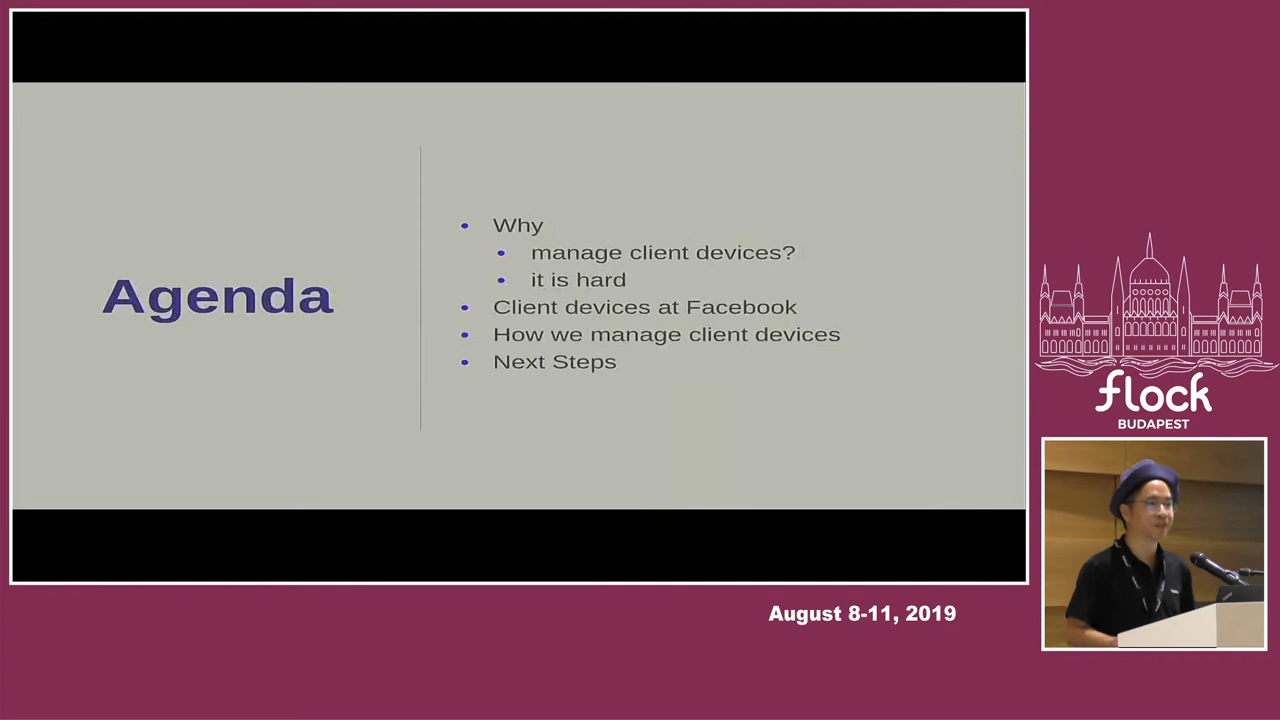 Agenda
• Why
• manage client devices?
• it is hard
• Client devices at Facebook
• How we manage client devices
• Next Steps
flock
BUDAPEST
August 8-11, 2019